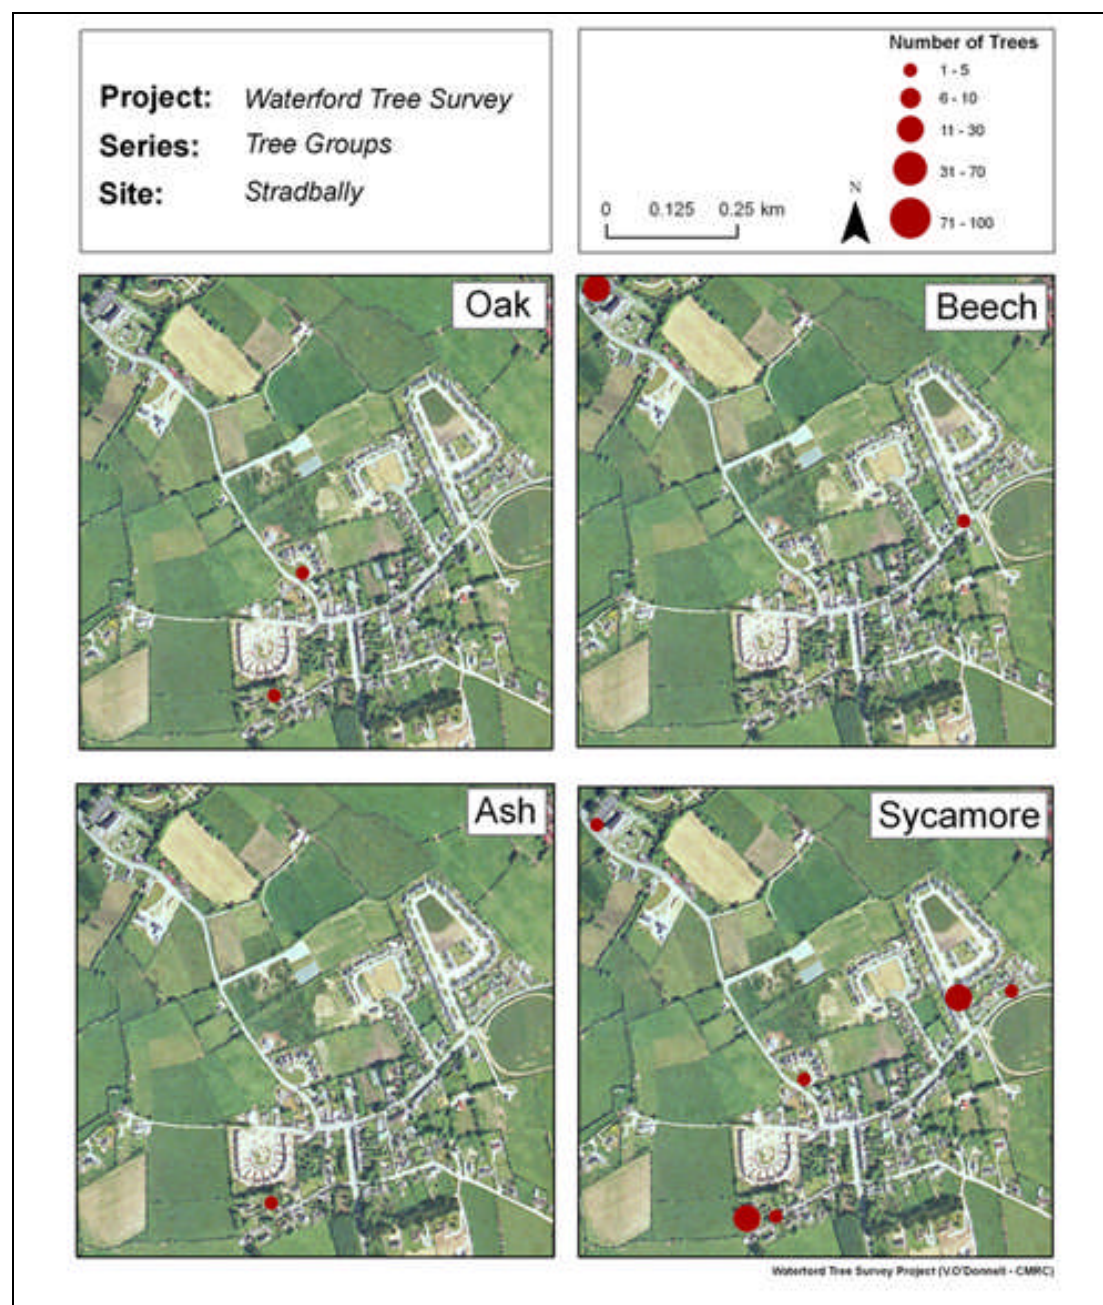 Project: Waterford Tree Survey
Series: Tree Groups
Site: Stradbally
Number of Trees
1 - 5
6 - 10
11 - 30
31 - 70
71 - 100
N
0 0.125 0.25 km
Oak
Beech
Ash
Sycamore
Waterford Tree Survey Project (V.O'Donnell - CMRC)